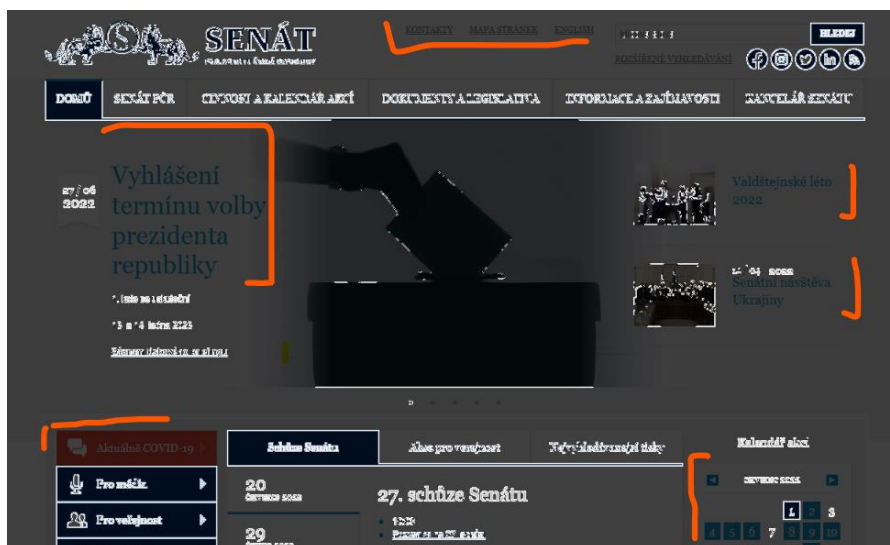 SENÁT
KONTAKTY MAPA STRÁNEK ENGLISH
HLEDEJ
ROZŠÍŘENÉ VYHLEDÁVÁNÍ
DOMŮ SENÁT PČR ČINNOST A KALENDÁŘ AKCÍ DOKUMENTY A LEGISLATIVA INFORMACE A ZAJÍMAVOSTI KANCELÁŘ SENÁTU
27/06
2022
Vyhlášení
termínu volby
prezidenta
republiky
Valdštejnské léto
2022
Senátní návštěva
Ukrajiny
Aktuálně COVID-19
Schůze Senátu
Akce pro veřejnost
Nejvyhledávanější tisky
Kalendář akcí
Pro média
Pro veřejnost
20
27. schůze Senátu
29
1 2 3
4 5 6 7 8 9 10